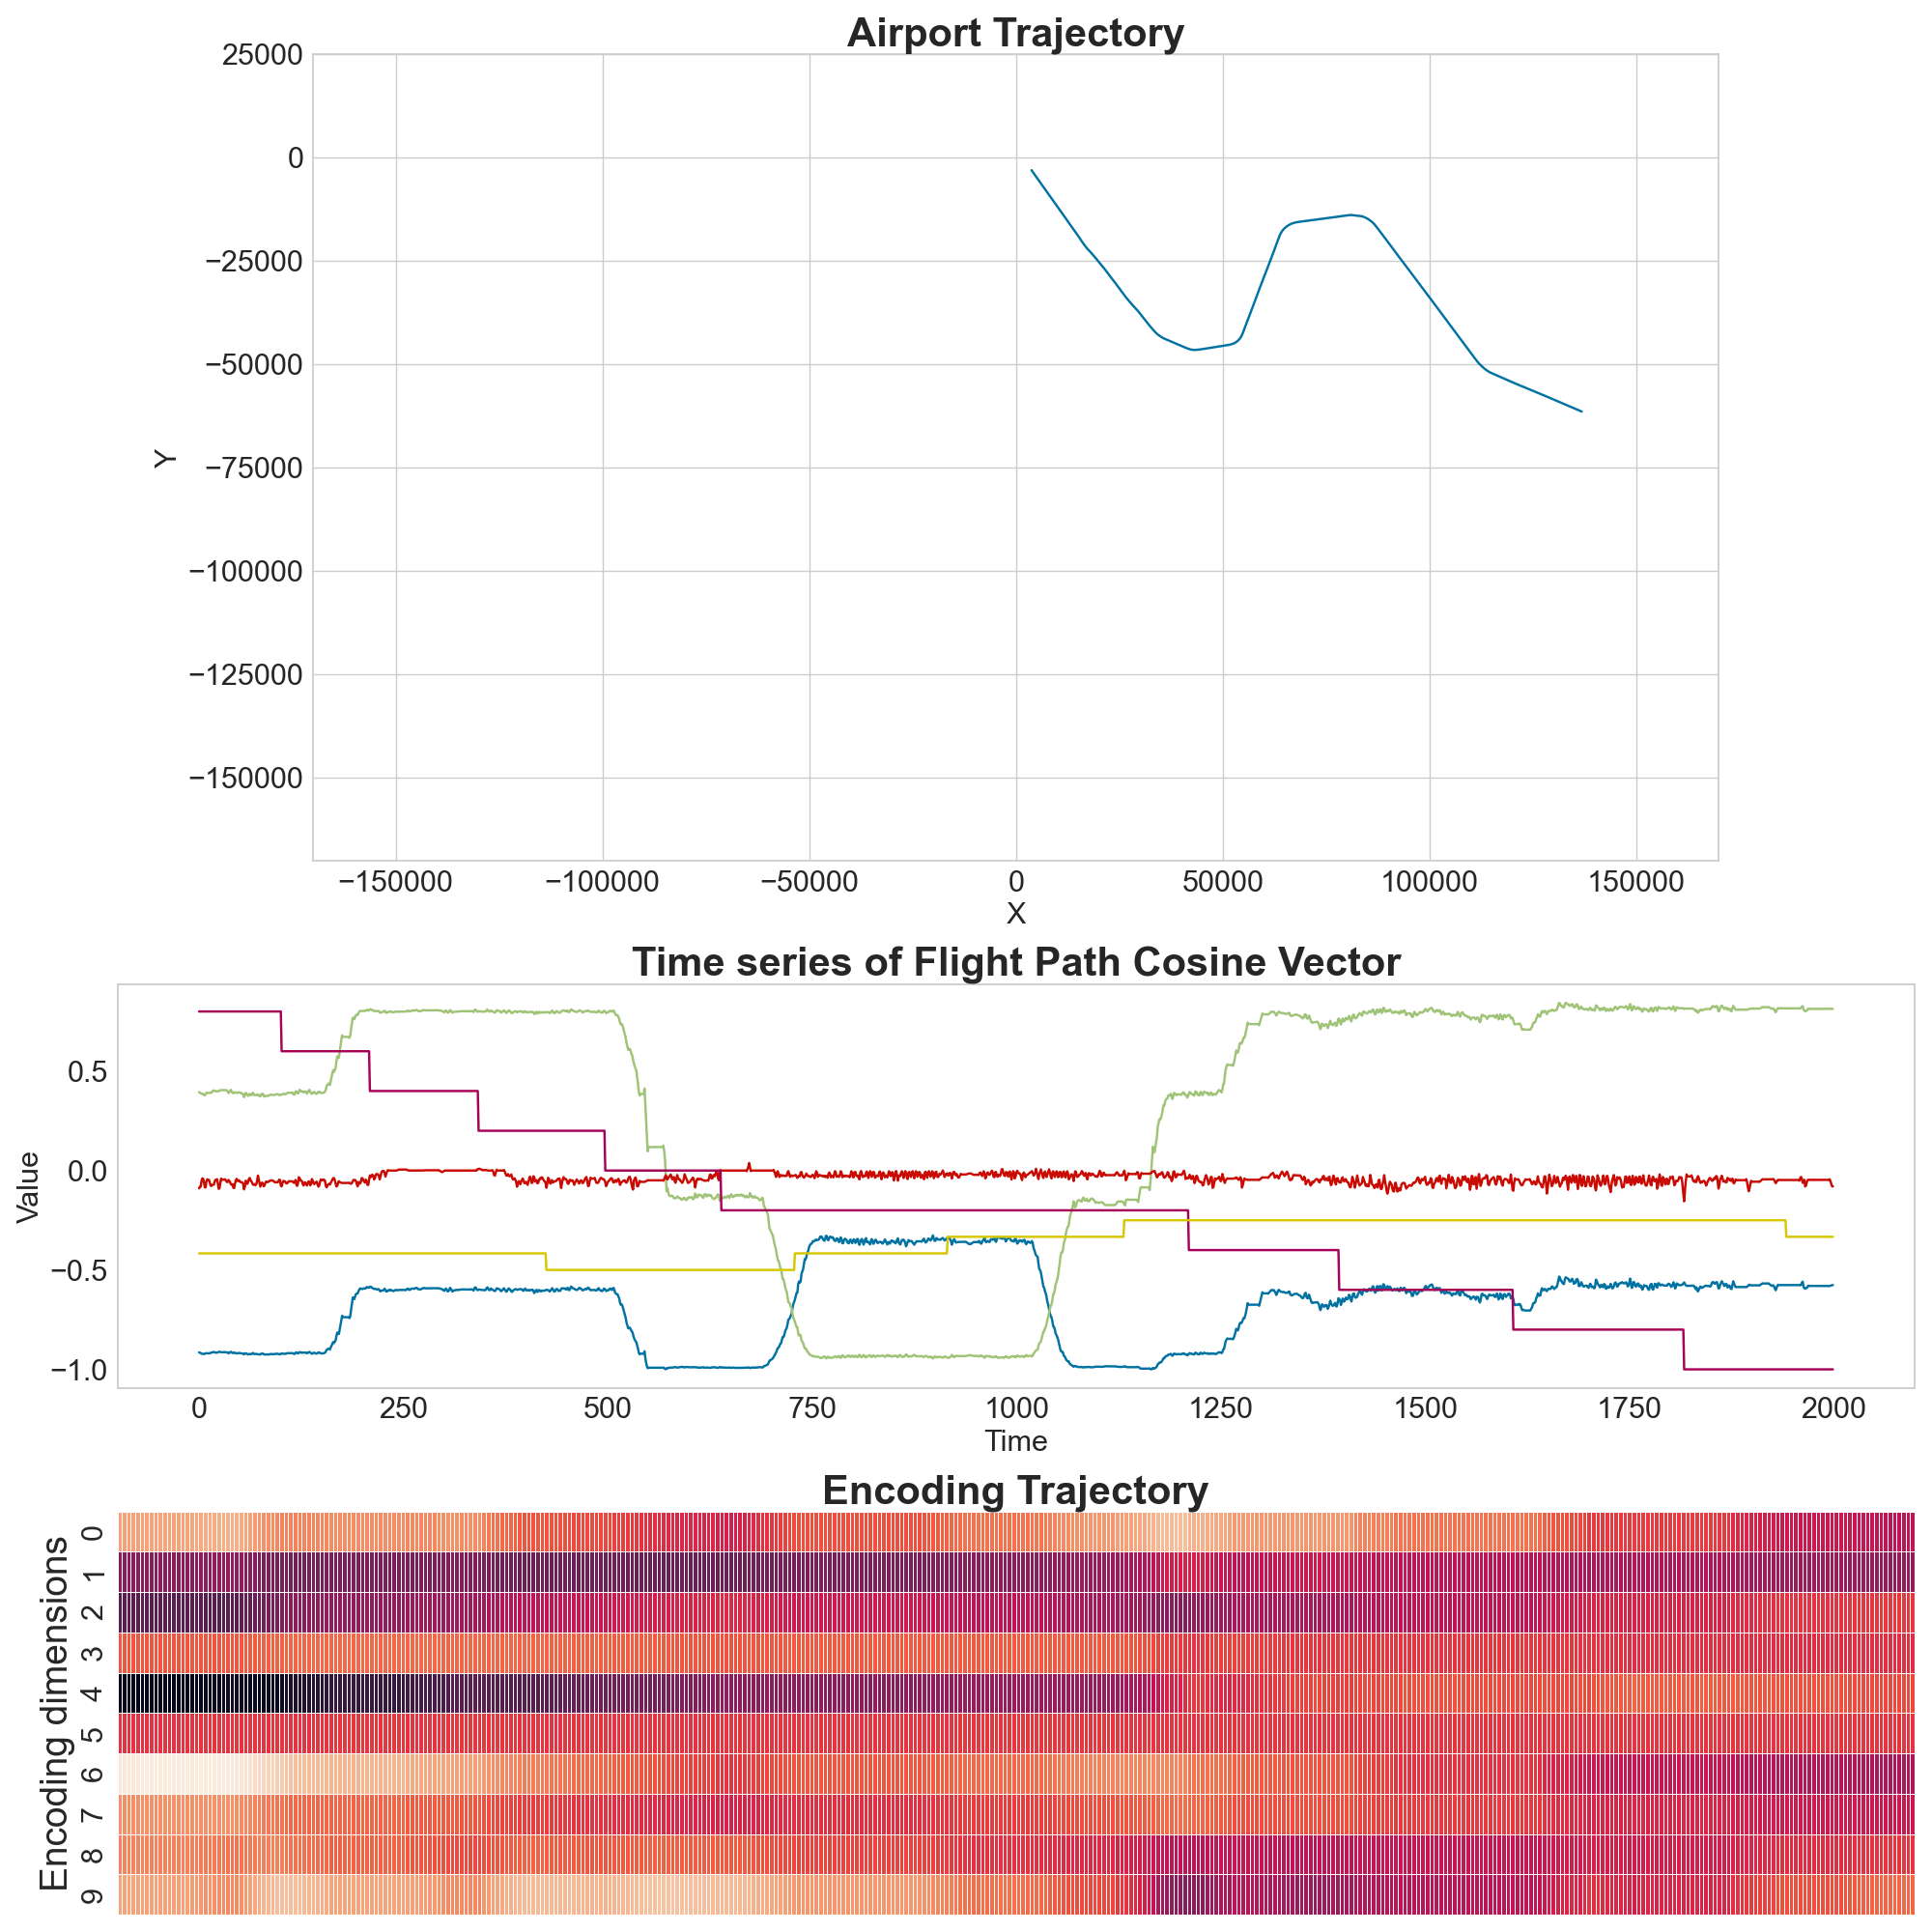 Airport Trajectory
25000
0
−25000
−50000
−75000
−100000
−125000
−150000
Y
−150000 −100000 −50000 0 50000 100000 150000
X
Time series of Flight Path Cosine Vector
0.5
0.0
−0.5
−1.0
Value
0 250 500 750 1000 1250 1500 1750 2000
Time
Encoding Trajectory
Encoding dimensions
0
1
2
3
4
5
6
7
8
9